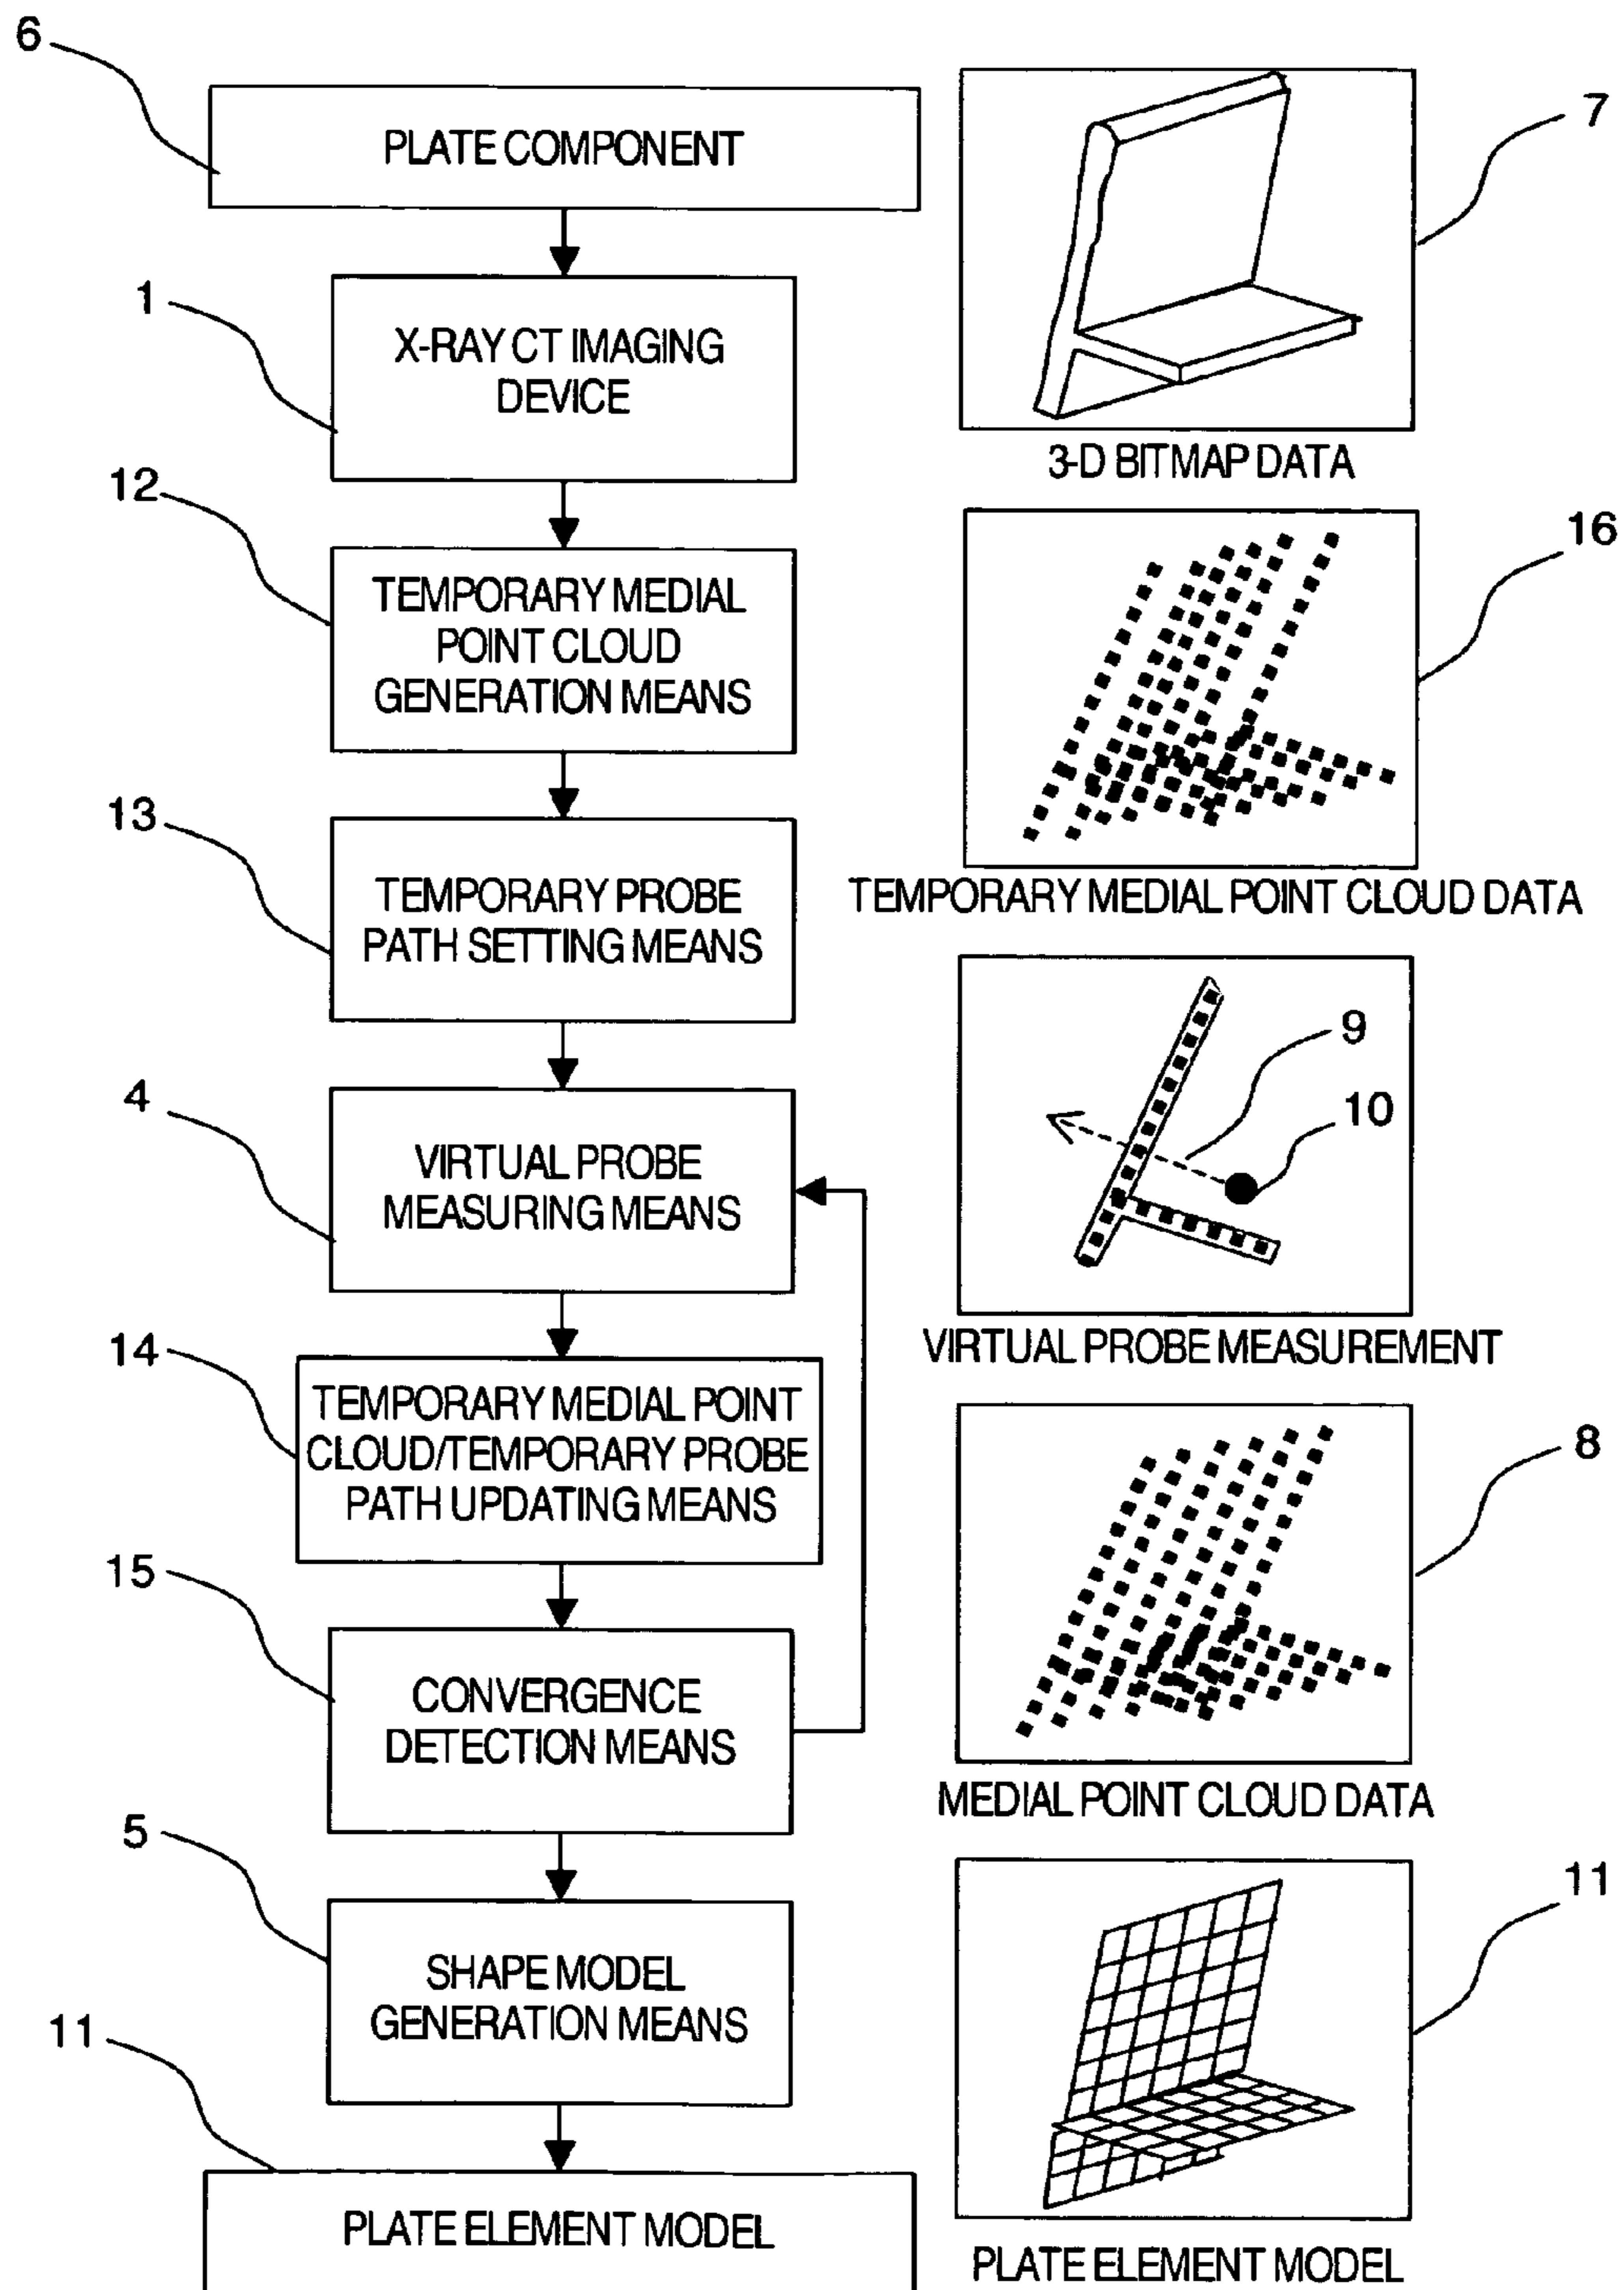 6
PLATE COMPONENT
1
X-RAY CT IMAGING
DEVICE
12
TEMPORARY MEDIAL
POINT CLOUD
GENERATION MEANS
13
TEMPORARY PROBE
PATH SETTING MEANS
4
VIRTUAL PROBE
MEASURING MEANS
14
TEMPORARY MEDIAL POINT
CLOUD/TEMPORARY PROBE
PATH UPDATING MEANS
15
CONVERGENCE
DETECTION MEANS
5
SHAPE MODEL
GENERATION MEANS
11
PLATE ELEMENT MODEL
7
3-D BITMAP DATA
16
TEMPORARY MEDIAL POINT CLOUD DATA
9
10
VIRTUAL PROBE MEASUREMENT
8
MEDIAL POINT CLOUD DATA
11
PLATE ELEMENT MODEL